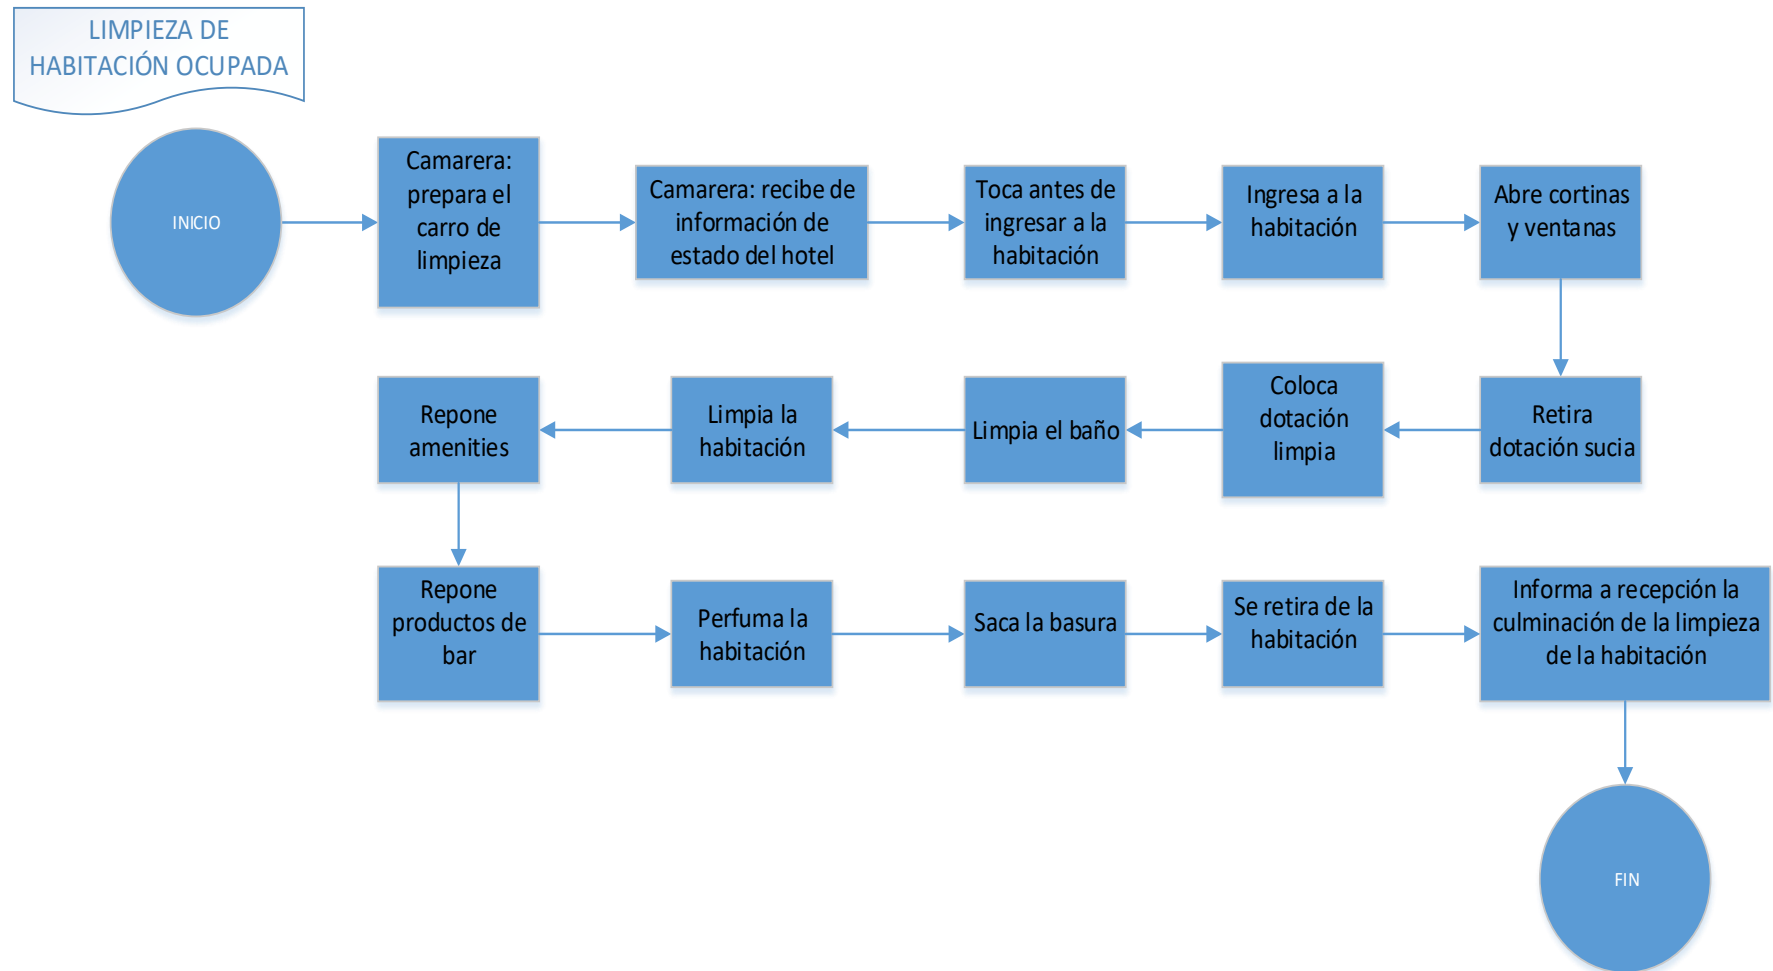 LIMPIEZA DE
HABITACIÓN OCUPADA
INICIO
Camarera:
prepara el
carro de
limpieza
Camarera: recibe de
información de
estado del hotel
Toca antes de
ingresar a la
habitación
Ingresa a la
habitación
Abre cortinas
y ventanas
Retira
dotación sucia
Coloca
dotación
limpia
Limpia el baño
Limpia la
habitación
Repone
amenities
Repone
productos de
bar
Perfuma la
habitación
Saca la basura
Se retira de la
habitación
Informa a recepción la
culminación de la limpieza
de la habitación
FIN